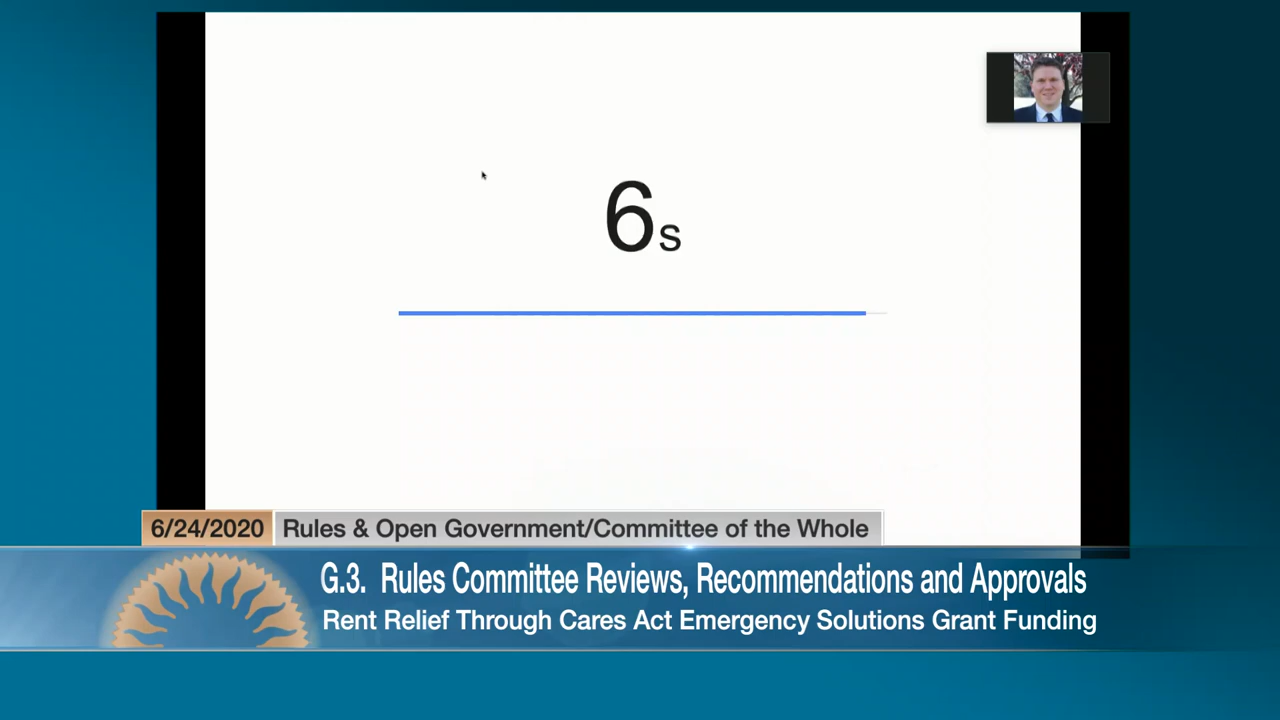 6s
6/24/2020 Rules & Open Government/Committee of the Whole
G.3. Rules Committee Reviews, Recommendations and Approvals
Rent Relief Through Cares Act Emergency Solutions Grant Funding